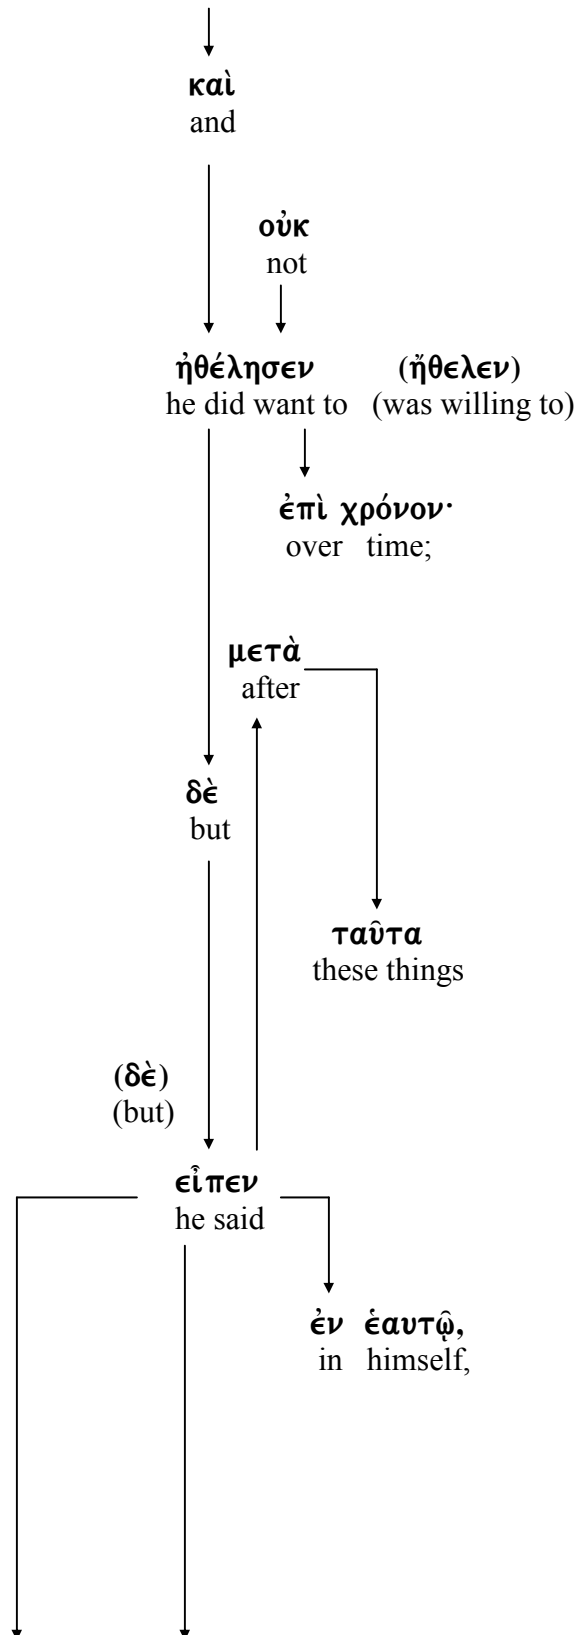 καὶ
and
οὐκ
not
ἠθέλησεν (ἤθελεν)
he did want to (was willing to)
ἐπὶ χρόνον·
over time;
μετὰ
after
δὲ
but
ταῦτα
these things
(δὲ)
(but)
εἶπεν
he said
ἐν ἑαυτῷ,
in himself,